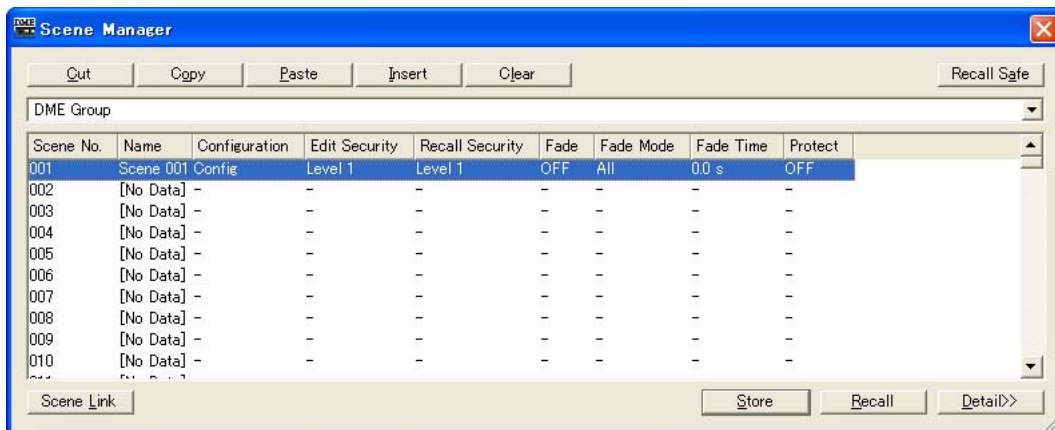 DME Scene Manager
Cut Copy Paste Insert Clear Recall Safe
DME Group
Scene No. Name Configuration Edit Security Recall Security Fade Fade Mode Fade Time Protect
001 Scene 001 Config Level 1 Level 1 OFF All 0.0 s OFF
002 [No Data] - - - - - - -
003 [No Data] - - - - - - -
004 [No Data] - - - - - - -
005 [No Data] - - - - - - -
006 [No Data] - - - - - - -
007 [No Data] - - - - - - -
008 [No Data] - - - - - - -
009 [No Data] - - - - - - -
010 [No Data] - - - - - - -
Scene Link Store Recall Detail>>